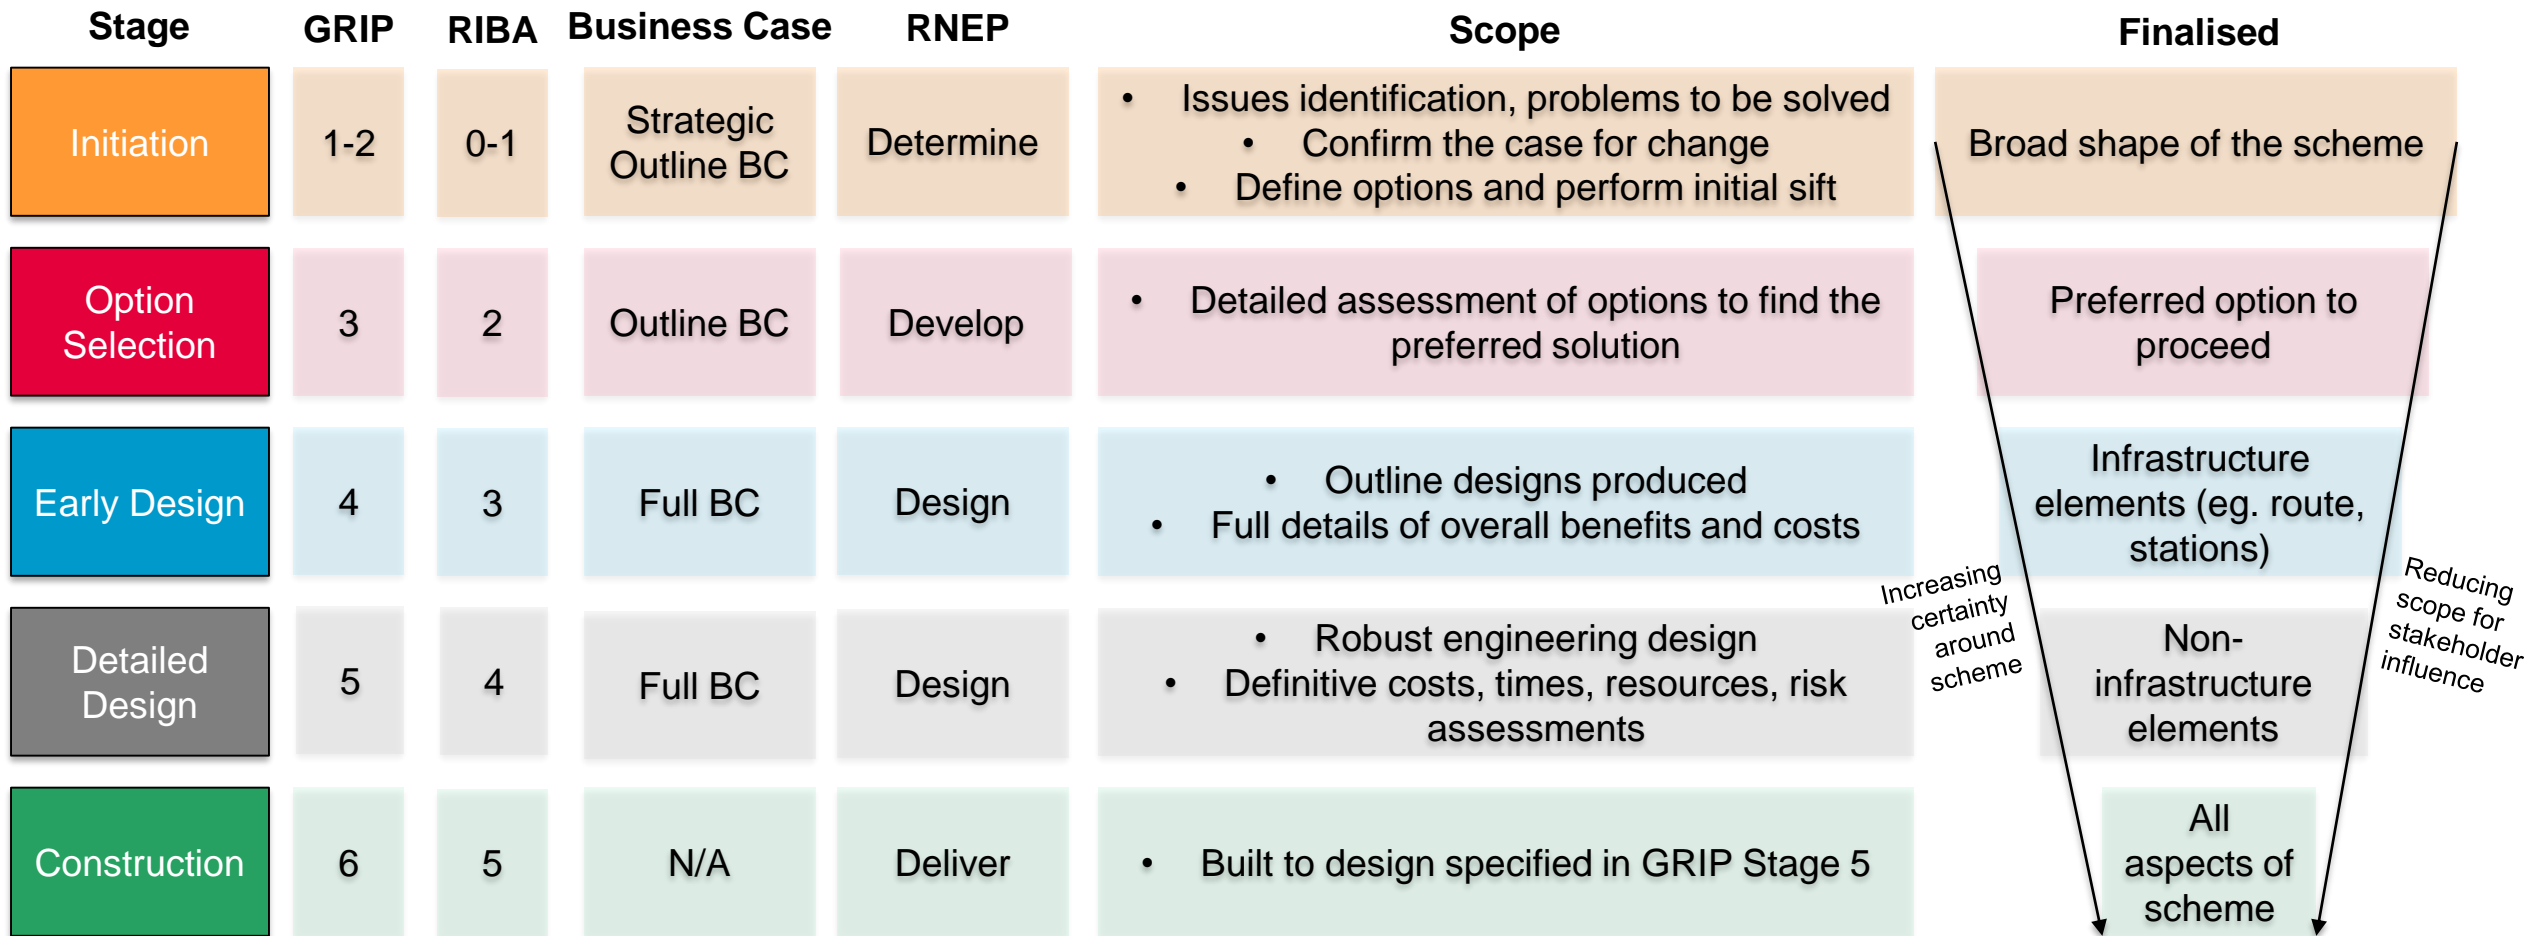 Stage GRIP RIBA Business Case RNEP Scope Finalised
Initiation
1-2
0-1
Strategic
Outline BC
Determine
• Issues identification, problems to be solved
• Confirm the case for change
• Define options and perform initial sift
Broad shape of the scheme
Option
Selection
3
2
Outline BC
Develop
• Detailed assessment of options to find the
preferred solution
Preferred option to
proceed
Early Design
4
3
Full BC
Design
• Outline designs produced
• Full details of overall benefits and costs
Infrastructure
elements (eg. route,
stations)
Increasing
certainty
around
scheme
Reducing
scope for
stakeholder
influence
Detailed
Design
5
4
Full BC
Design
• Robust engineering design
• Definitive costs, times, resources, risk
assessments
Non-
infrastructure
elements
Construction
6
5
N/A
Deliver
• Built to design specified in GRIP Stage 5
All
aspects of
scheme